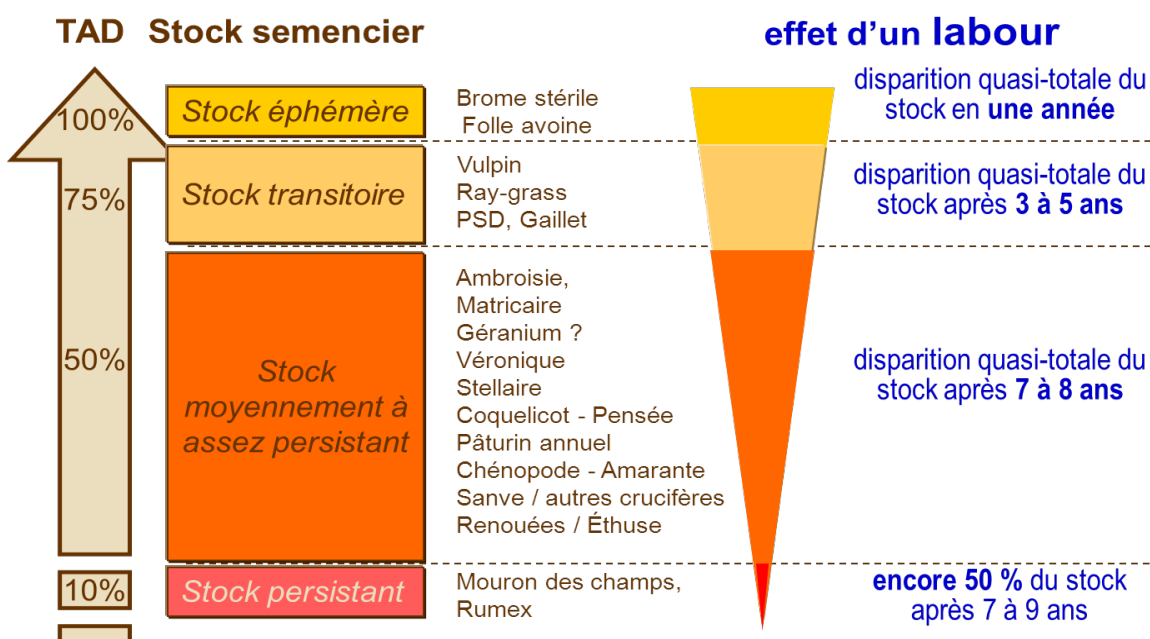 TAD Stock semencier
effet d’un labour
100%
Stock éphémère
Brome stérile
Folle avoine
disparition quasi-totale du
stock en une année
75%
Stock transitoire
Vulpin
Ray-grass
PSD, Gaillet
disparition quasi-totale du
stock après 3 à 5 ans
50%
Stock
moyennement à
assez persistant
Ambroisie,
Matricaire
Géranium ?
Véronique
Stellaire
Coquelicot - Pensée
Pâturin annuel
Chénopode - Amarante
Sanve / autres crucifères
Renouées / Éthuse
disparition quasi-totale du
stock après 7 à 8 ans
10%
Stock persistant
Mouron des champs,
Rumex
encore 50 % du stock
après 7 à 9 ans